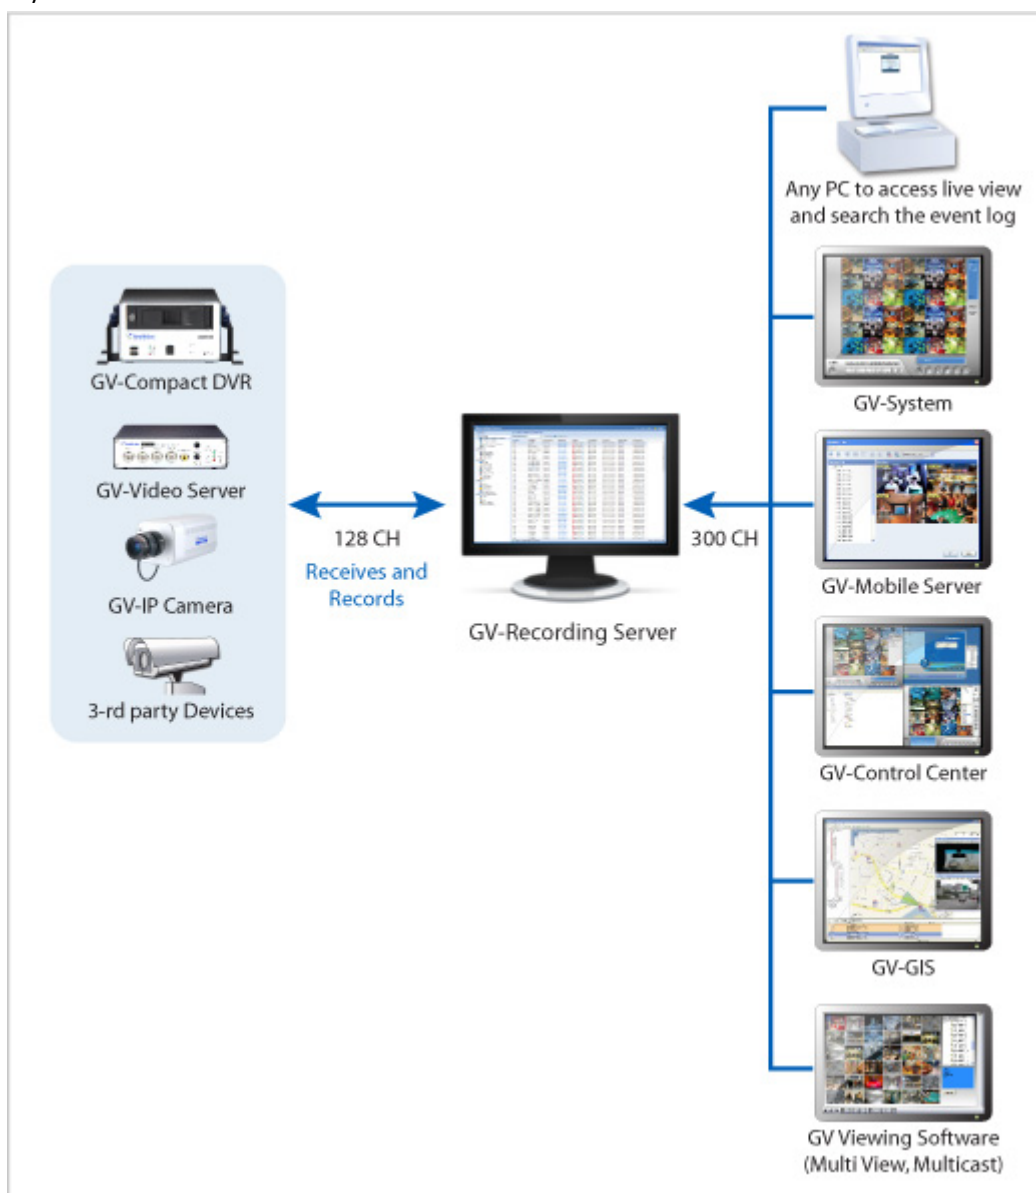 Any PC to access live view
and search the event log
GV-Compact DVR
GV-Video Server
GV-IP Camera
3-rd party Devices
128 CH
Receives and
Records
GV-Recording Server
300 CH
GV-System
GV-Mobile Server
GV-Control Center
GV-GIS
GV Viewing Software
(Multi View, Multicast)